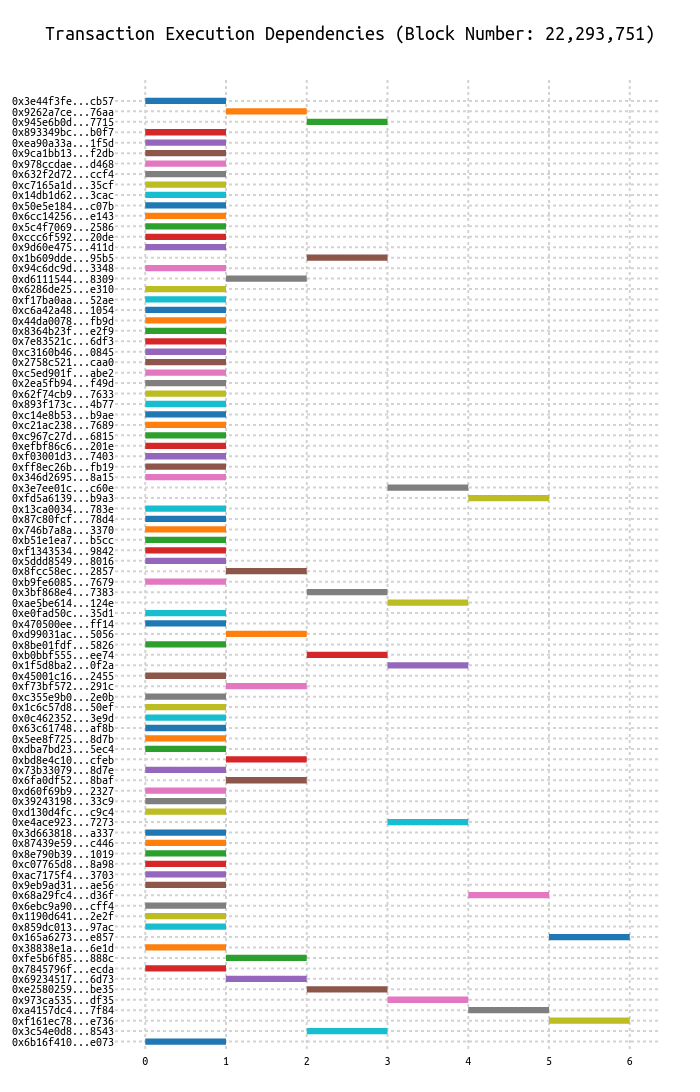 Transaction Execution Dependencies (Block Number: 22,293,751)
0x3e44f3fe...cb57
0x9262a7ce...76aa
0x945e6b0d...7715
0x893349bc...b0f7
0xea90a33a...1f5d
0x9ca1bb13...f2db
0x978ccdae...d468
0x632f2d72...ccf4
0xc7165a1d...35cf
0x14db1d62...3cac
0x50e5e184...c07b
0x6cc14256...e143
0x5c4f7069...2586
0xccc6f592...20de
0x9d60e475...411d
0x1b609dde...95b5
0x94c6dc9d...3348
0xd6111544...8309
0x6286de25...e310
0xf17ba0aa...52ae
0xc6a42a48...1054
0x44da0078...fb9d
0x8364b23f...e2f9
0x7e83521c...6df3
0xc3160b46...0845
0x2758c521...caa0
0xc5ed901f...abe2
0x2ea5fb94...f49d
0x62f74cb9...7633
0x893f173c...4b77
0xc14e8b53...b9ae
0xc21ac238...7689
0xc967c27d...6815
0xefbf86c6...201e
0xf03001d3...7403
0xff8ec26b...fb19
0x346d2695...8a15
0x3e7ee01c...c60e
0xfd5a6139...b9a3
0x13ca0034...783e
0x87c80fcf...78d4
0x746b7a8a...3370
0xb51e1ea7...b5cc
0xf1343534...9842
0x5ddd8549...8016
0x8fcc58ec...2857
0xb9fe6085...7679
0x3bf868e4...7383
0xae5be614...124e
0xe0fad50c...35d1
0x470500ee...ff14
0xd99031ac...5056
0x8be01fdf...5826
0xb0bbf555...ee74
0x1f5d8ba2...0f2a
0x45001c16...2455
0xf73bf572...291c
0xc355e9b0...2e0b
0x1c6c57d8...50ef
0x0c462352...3e9d
0x63c61748...af8b
0x5ee8f725...8d7b
0xdba7bd23...5ec4
0xbd8e4c10...cfeb
0x73b33079...8d7e
0x6fa0df52...8baf
0xd60f69b9...2327
0x39243198...33c9
0xd130d4fc...c9c4
0xe4ace923...7273
0x3d663818...a337
0x87439e59...c446
0x8e790b39...1019
0xc07765d8...8a98
0xac7175f4...3703
0x9eb9ad31...ae56
0x68a29fc4...d36f
0x6ebc9a90...cff4
0x1190d641...2e2f
0x859dc013...97ac
0x165a6273...e857
0x38838e1a...6e1d
0xfe5b6f85...888c
0x7845796f...ecda
0x69234517...6d73
0xe2580259...be35
0x973ca535...df35
0xa4157dc4...7f84
0xf161ec78...e736
0x3c54e0d8...8543
0x6b16f410...e073
0 1 2 3 4 5 6